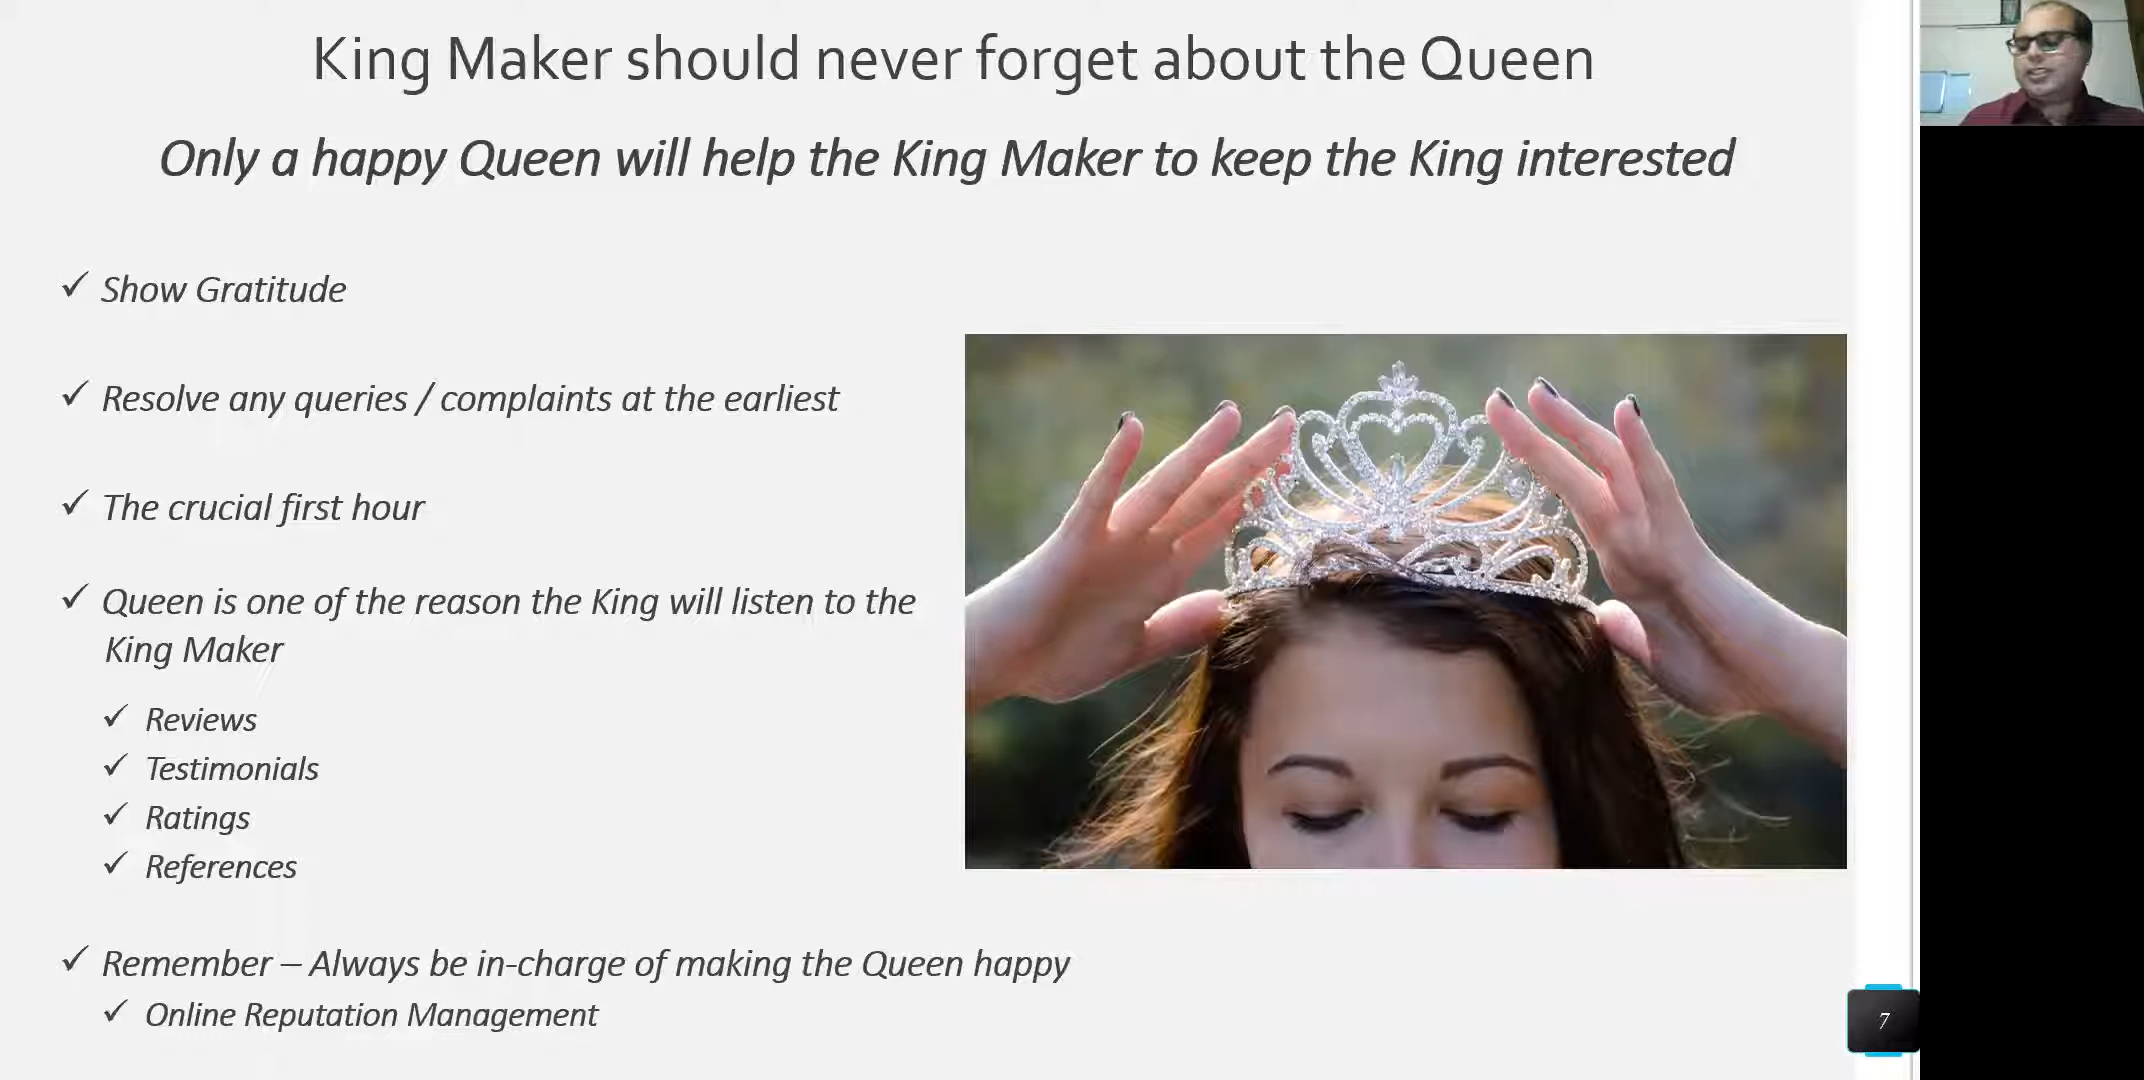 King Maker should never forget about the Queen
Only a happy Queen will help the King Maker to keep the King interested
✓ Show Gratitude
✓ Resolve any queries / complaints at the earliest
✓ The crucial first hour
✓ Queen is one of the reason the King will listen to the
King Maker
✓ Reviews
✓ Testimonials
✓ Ratings
✓ References
✓ Remember – Always be in-charge of making the Queen happy
✓ Online Reputation Management
7